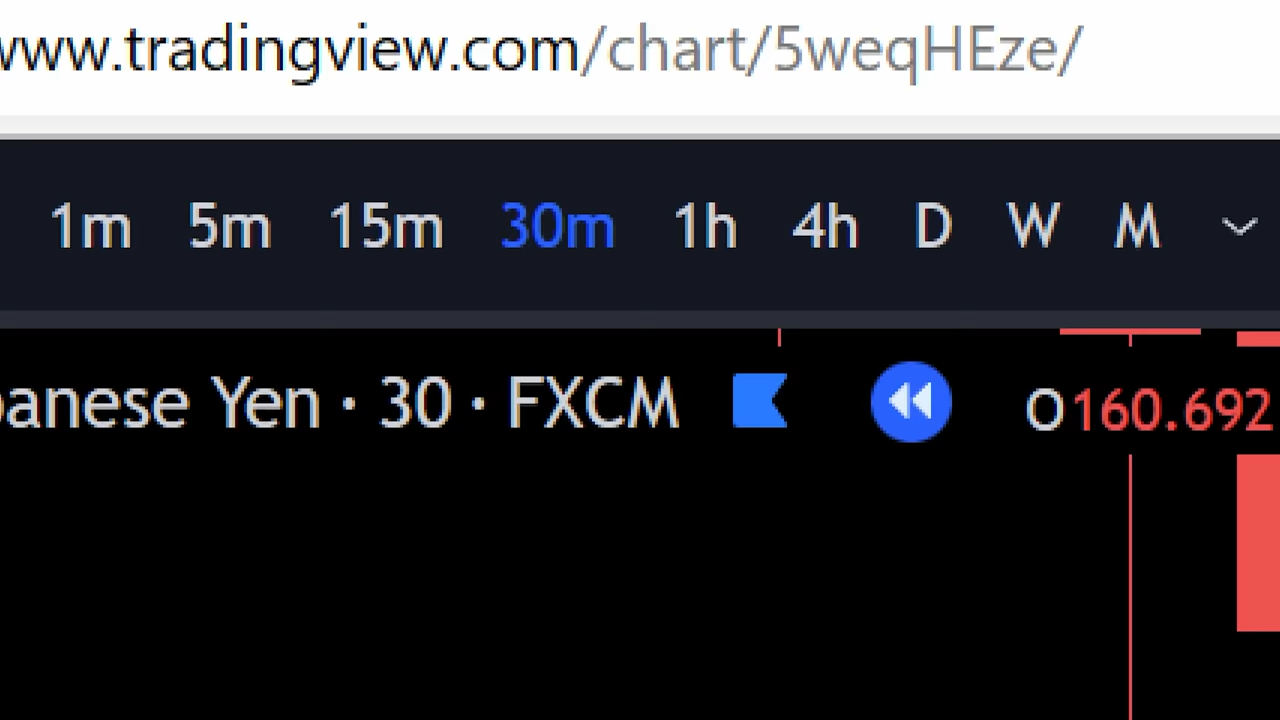 www.tradingview.com/chart/5weqHEze/
1m 5m 15m 30m 1h 4h D W M
panese Yen · 30 · FXCM O160.692